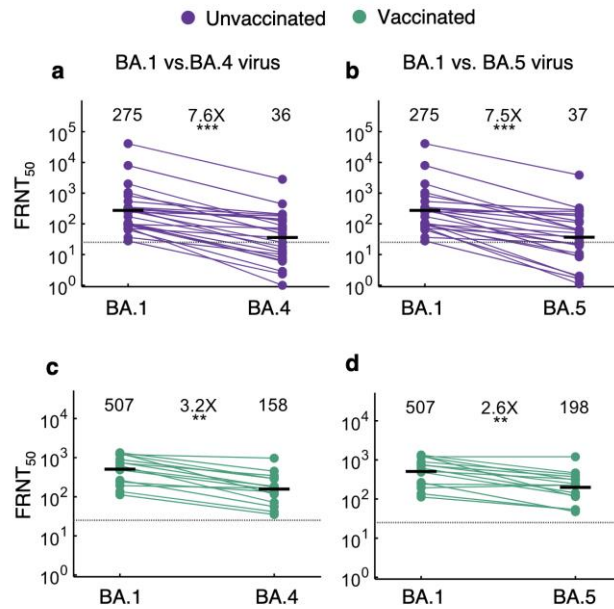 Unvaccinated Vaccinated
a BA.1 vs.BA.4 virus
b BA.1 vs. BA.5 virus
275 7.6X 36
***
275 7.5X 37
***
FRNT50
10^5
10^4
10^3
10^2
10^1
10^0
BA.1 BA.4
10^5
10^4
10^3
10^2
10^1
10^0
BA.1 BA.5
c
507 3.2X 158
**
d
507 2.6X 198
**
FRNT50
10^4
10^3
10^2
10^1
10^0
BA.1 BA.4
10^4
10^3
10^2
10^1
10^0
BA.1 BA.5